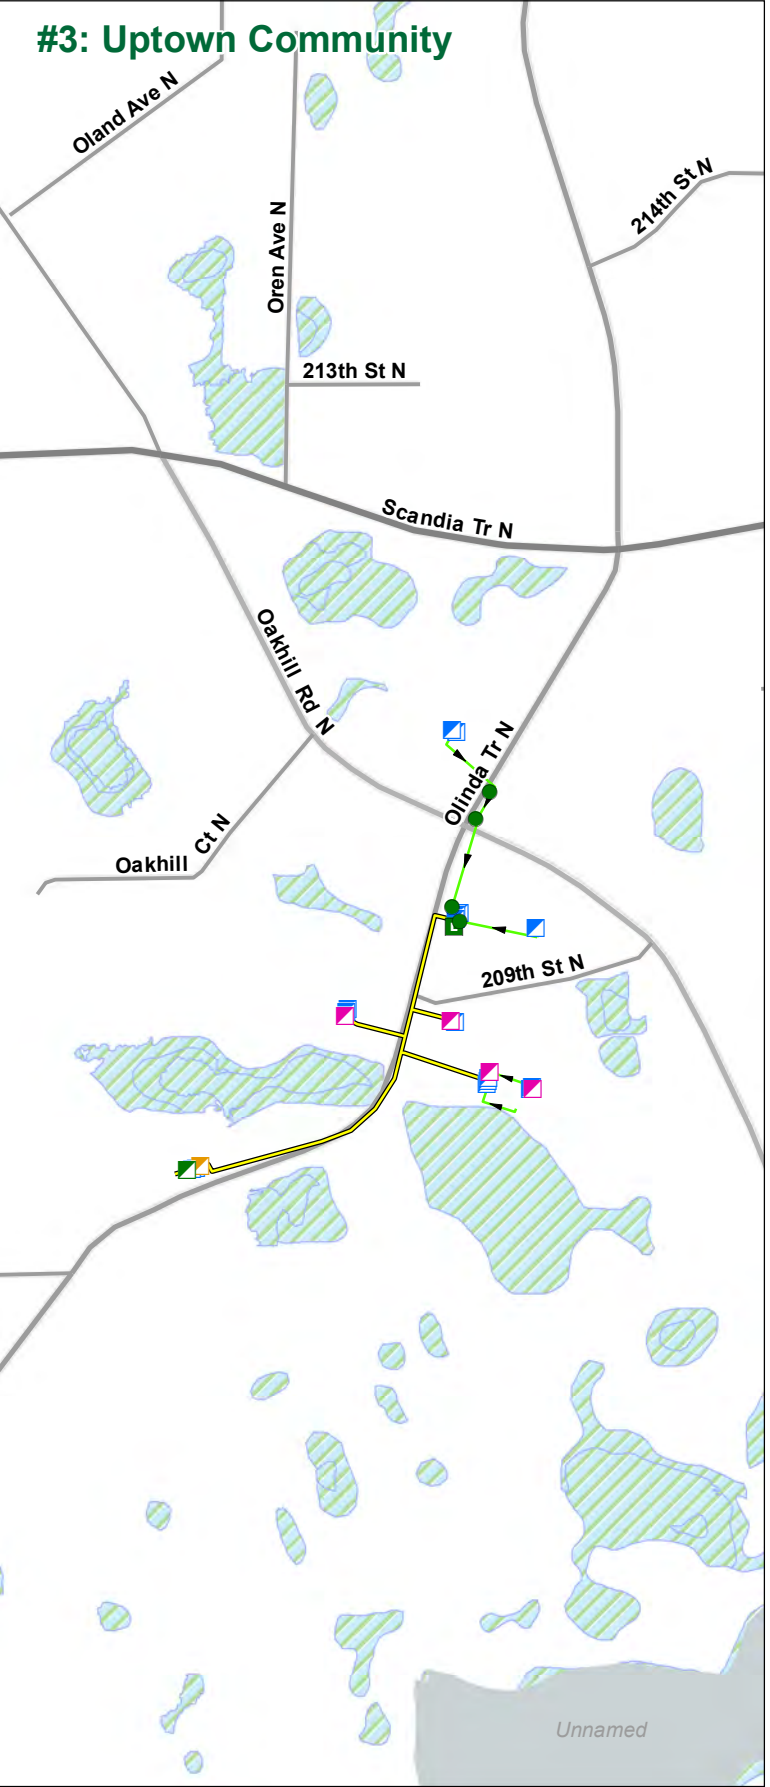 #3: Uptown Community
Oland Ave N
214th St N
Oren Ave N
213th St N
Scandia Tr N
Oakhill Rd N
Olinda Tr N
Oakhill Ct N
L
209th St N
Unnamed